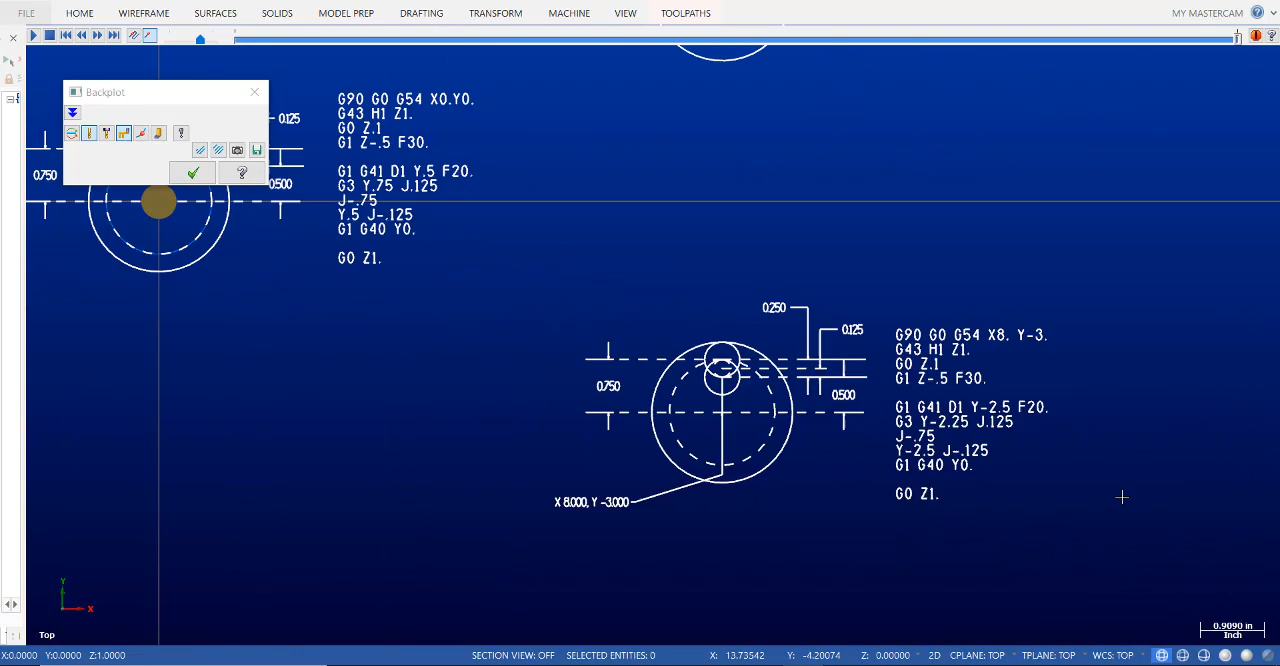 FILE HOME WIREFRAME SURFACES SOLIDS MODEL PREP DRAFTING TRANSFORM MACHINE VIEW TOOLPATHS MY MASTERCAM
Backplot
0.125
0.750
0.500
G90 G0 G54 X0.Y0.
G43 H1 Z1.
G0 Z.1
G1 Z-.5 F30.
G1 G41 D1 Y.5 F20.
G3 Y.75 J.125
J-.75
Y.5 J-.125
G1 G40 Y0.
G0 Z1.
0.250
0.125
0.750
0.500
X 8.000, Y -3.000
G90 G0 G54 X8. Y-3.
G43 H1 Z1.
G0 Z.1
G1 Z-.5 F30.
G1 G41 D1 Y-2.5 F20.
G3 Y-2.25 J.125
J-.75
Y-2.5 J-.125
G1 G40 Y0.
G0 Z1.
Y
X
Top
0.9090 in
Inch
X:0.0000 Y:0.0000 Z:1.0000 SECTION VIEW: OFF SELECTED ENTITIES: 0 X: 13.73542 Y: -4.20074 Z: 0.00000 2D CPLANE: TOP TPLANE: TOP WCS: TOP